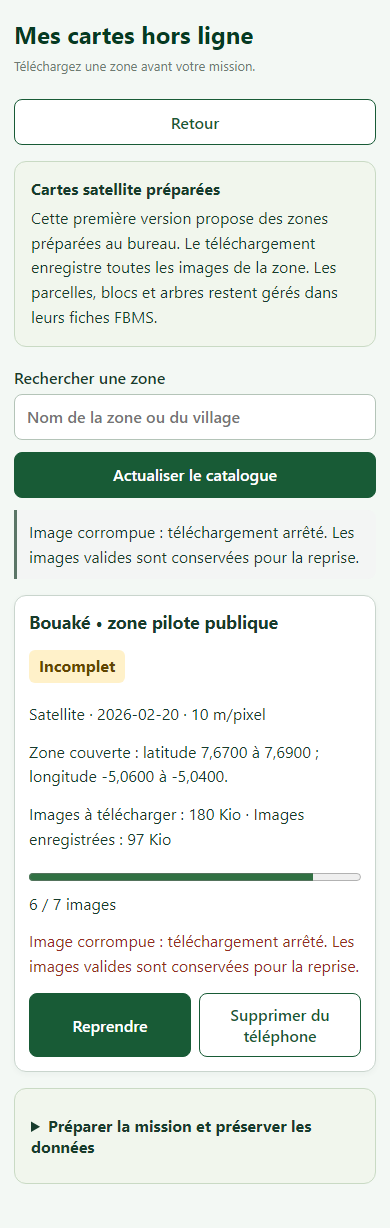 Mes cartes hors ligne
Téléchargez une zone avant votre mission.
Retour
Cartes satellite préparées
Cette première version propose des zones
préparées au bureau. Le téléchargement
enregistre toutes les images de la zone. Les
parcelles, blocs et arbres restent gérés dans
leurs fiches FBMS.
Rechercher une zone
Nom de la zone ou du village
Actualiser le catalogue
Image corrompue : téléchargement arrêté. Les
images valides sont conservées pour la reprise.
Bouaké • zone pilote publique
Incomplet
Satellite · 2026-02-20 · 10 m/pixel
Zone couverte : latitude 7,6700 à 7,6900 ;
longitude -5,0600 à -5,0400.
Images à télécharger : 180 Kio · Images
enregistrées : 97 Kio
6 / 7 images
Image corrompue : téléchargement arrêté. Les
images valides sont conservées pour la reprise.
Reprendre
Supprimer du
téléphone
Préparer la mission et préserver les
données